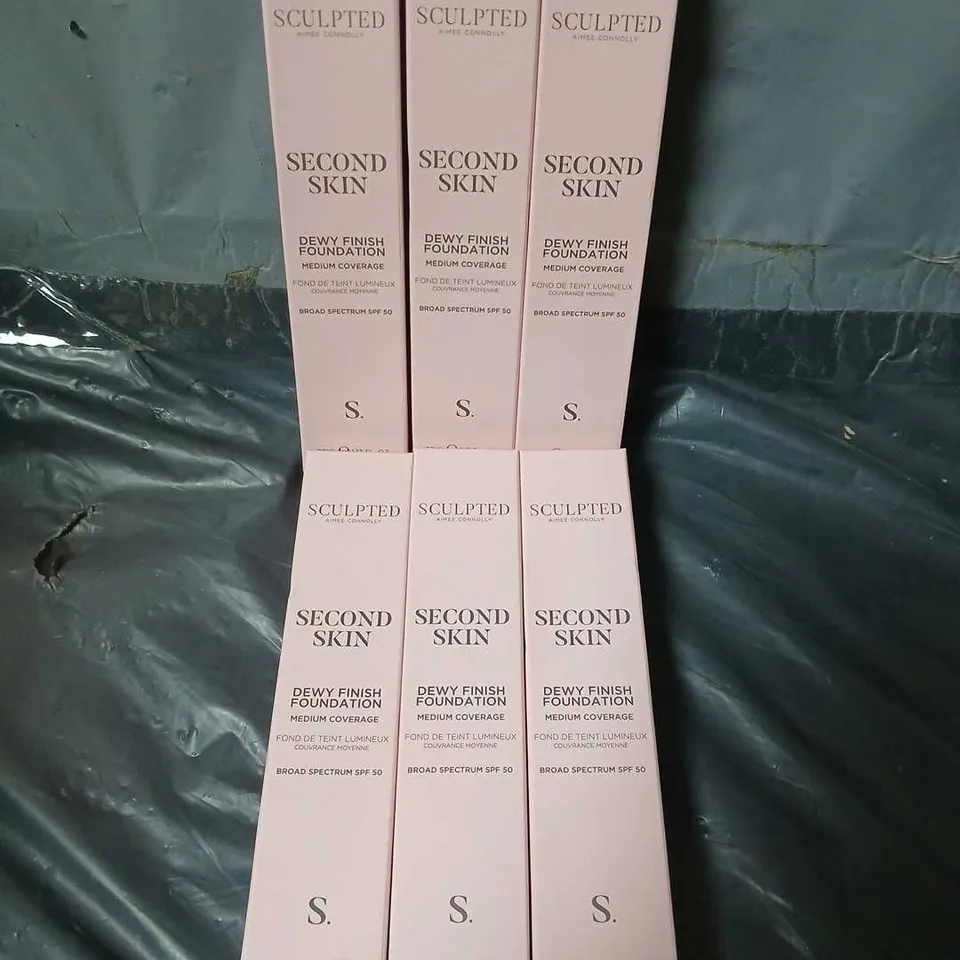 SCULPTED
AIMEE CONNOLLY
SECOND
SKIN
DEWY FINISH
FOUNDATION
MEDIUM COVERAGE
FOND DE TEINT LUMINEUX
COUVRANCE MOYENNE
BROAD SPECTRUM SPF 50
S.
SCULPTED
AIMEE CONNOLLY
SECOND
SKIN
DEWY FINISH
FOUNDATION
MEDIUM COVERAGE
FOND DE TEINT LUMINEUX
COUVRANCE MOYENNE
BROAD SPECTRUM SPF 50
S.
SCULPTED
AIMEE CONNOLLY
SECOND
SKIN
DEWY FINISH
FOUNDATION
MEDIUM COVERAGE
FOND DE TEINT LUMINEUX
COUVRANCE MOYENNE
BROAD SPECTRUM SPF 50
S.
SCULPTED
AIMEE CONNOLLY
SECOND
SKIN
DEWY FINISH
FOUNDATION
MEDIUM COVERAGE
FOND DE TEINT LUMINEUX
COUVRANCE MOYENNE
BROAD SPECTRUM SPF 50
S.
SCULPTED
AIMEE CONNOLLY
SECOND
SKIN
DEWY FINISH
FOUNDATION
MEDIUM COVERAGE
FOND DE TEINT LUMINEUX
COUVRANCE MOYENNE
BROAD SPECTRUM SPF 50
S.
SCULPTED
AIMEE CONNOLLY
SECOND
SKIN
DEWY FINISH
FOUNDATION
MEDIUM COVERAGE
FOND DE TEINT LUMINEUX
COUVRANCE MOYENNE
BROAD SPECTRUM SPF 50
S.